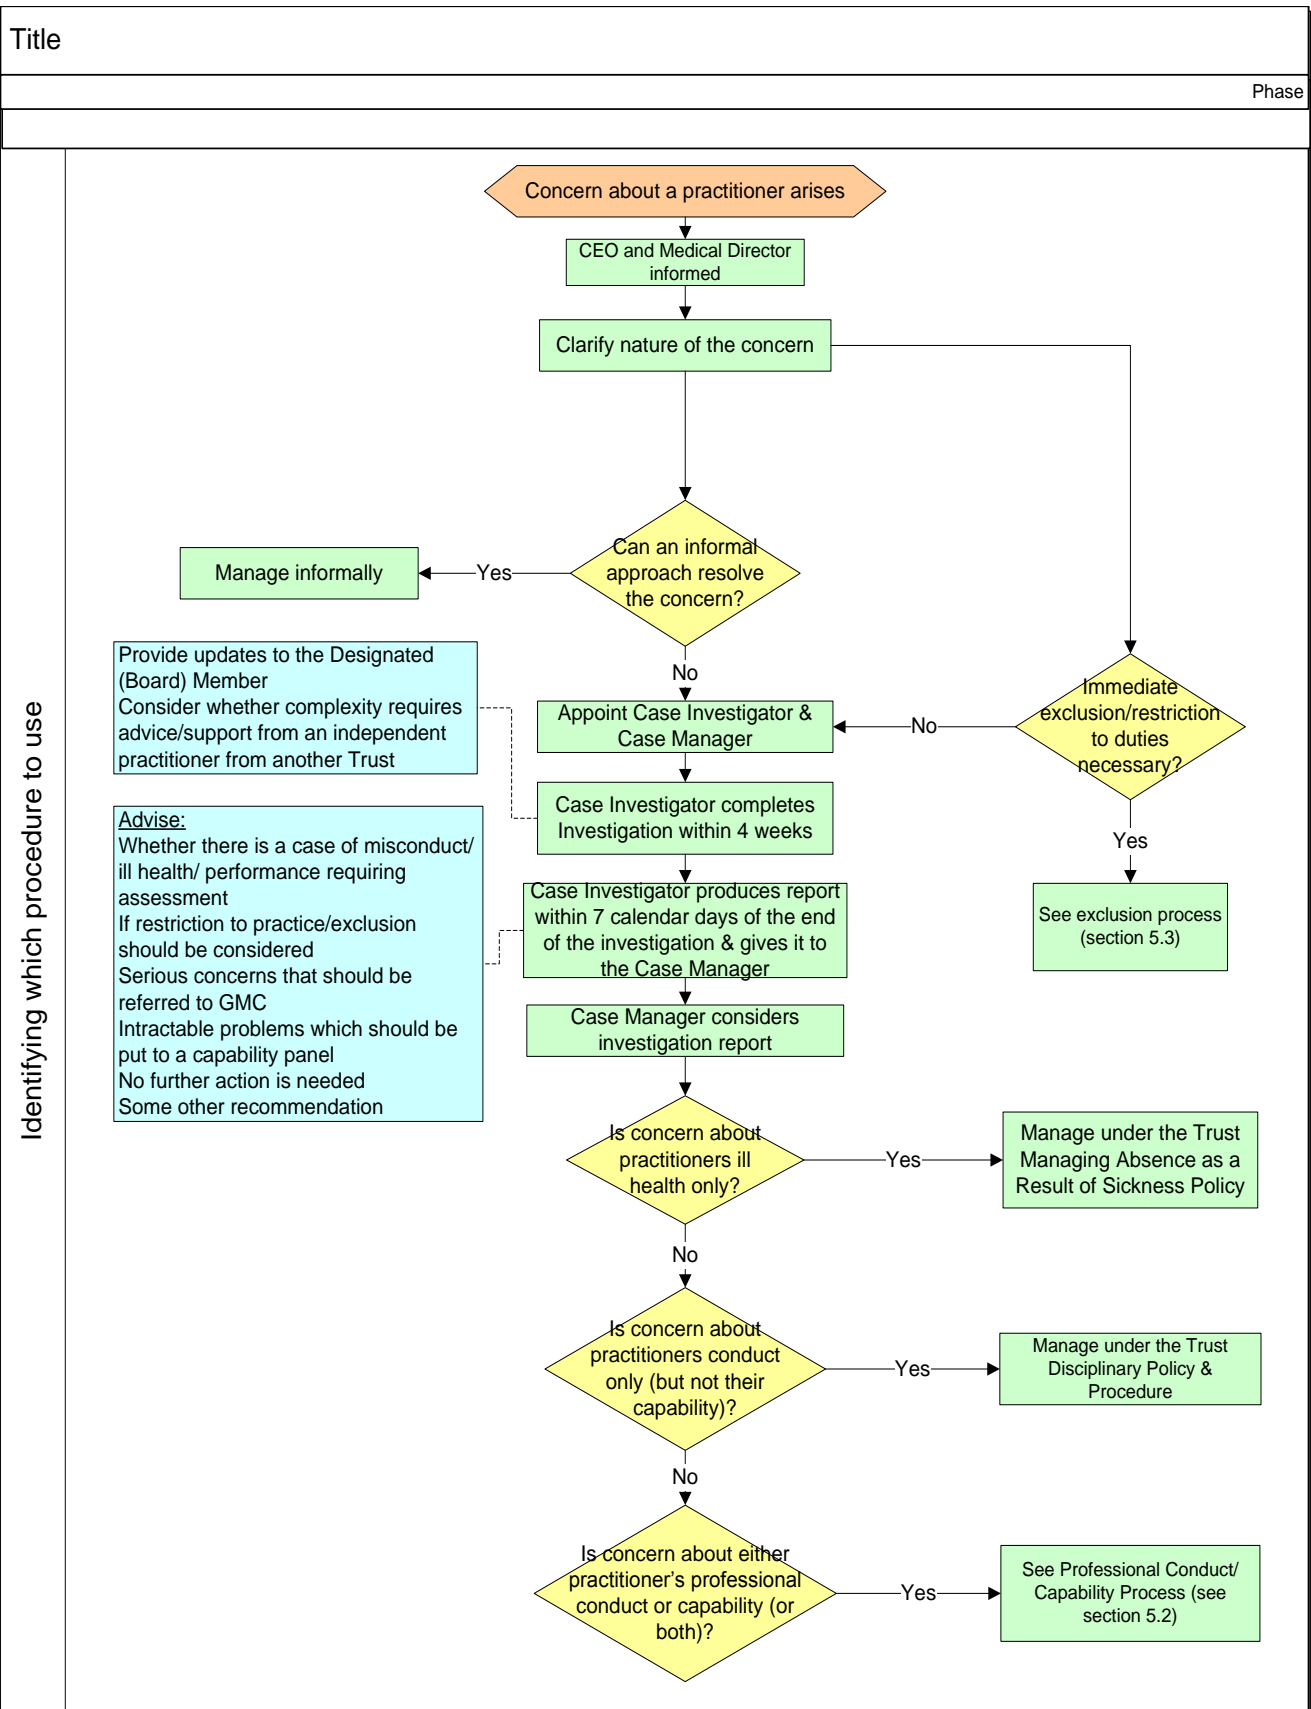 Title
Phase
Identifying which procedure to use
Concern about a practitioner arises
CEO and Medical Director
informed
Clarify nature of the concern
Can an informal
approach resolve
the concern?
Yes
Manage informally
No
Immediate
exclusion/restriction
to duties
necessary?
No
Yes
See exclusion process
(section 5.3)
Appoint Case Investigator &
Case Manager
Provide updates to the Designated
(Board) Member
Consider whether complexity requires
advice/support from an independent
practitioner from another Trust
Case Investigator completes
Investigation within 4 weeks
Advise:
Whether there is a case of misconduct/
ill health/ performance requiring
assessment
If restriction to practice/exclusion
should be considered
Serious concerns that should be
referred to GMC
Intractable problems which should be
put to a capability panel
No further action is needed
Some other recommendation
Case Investigator produces report
within 7 calendar days of the end
of the investigation & gives it to
the Case Manager
Case Manager considers
investigation report
Is concern about
practitioners ill
health only?
Yes
Manage under the Trust
Managing Absence as a
Result of Sickness Policy
No
Is concern about
practitioners conduct
only (but not their
capability)?
Yes
Manage under the Trust
Disciplinary Policy &
Procedure
No
Is concern about either
practitioner's professional
conduct or capability (or
both)?
Yes
See Professional Conduct/
Capability Process (see
section 5.2)